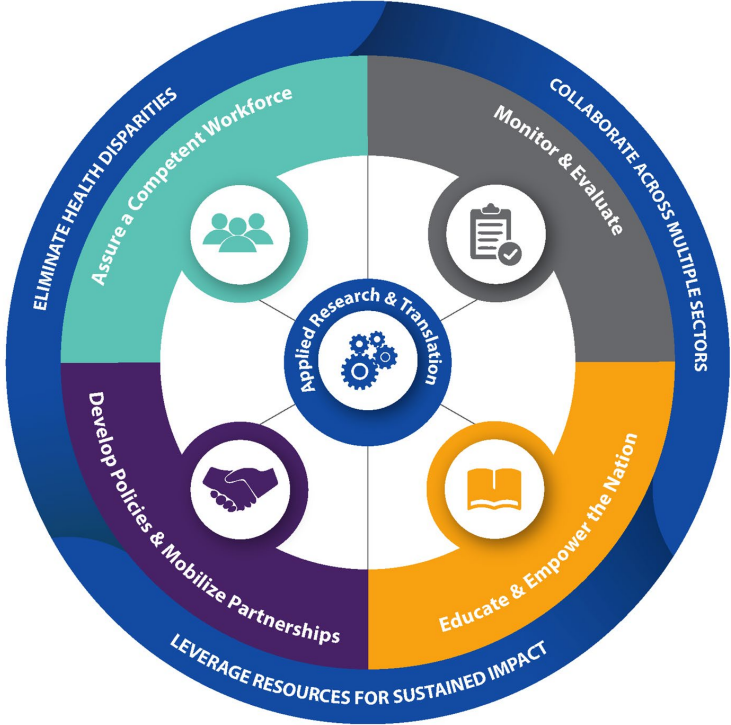 ELIMINATE HEALTH DISPARITIES
COLLABORATE ACROSS MULTIPLE SECTORS
Assure a Competent Workforce
Monitor & Evaluate
Applied Research & Translation
Develop Policies & Mobilize Partnerships
Educate & Empower the Nation
LEVERAGE RESOURCES FOR SUSTAINED IMPACT